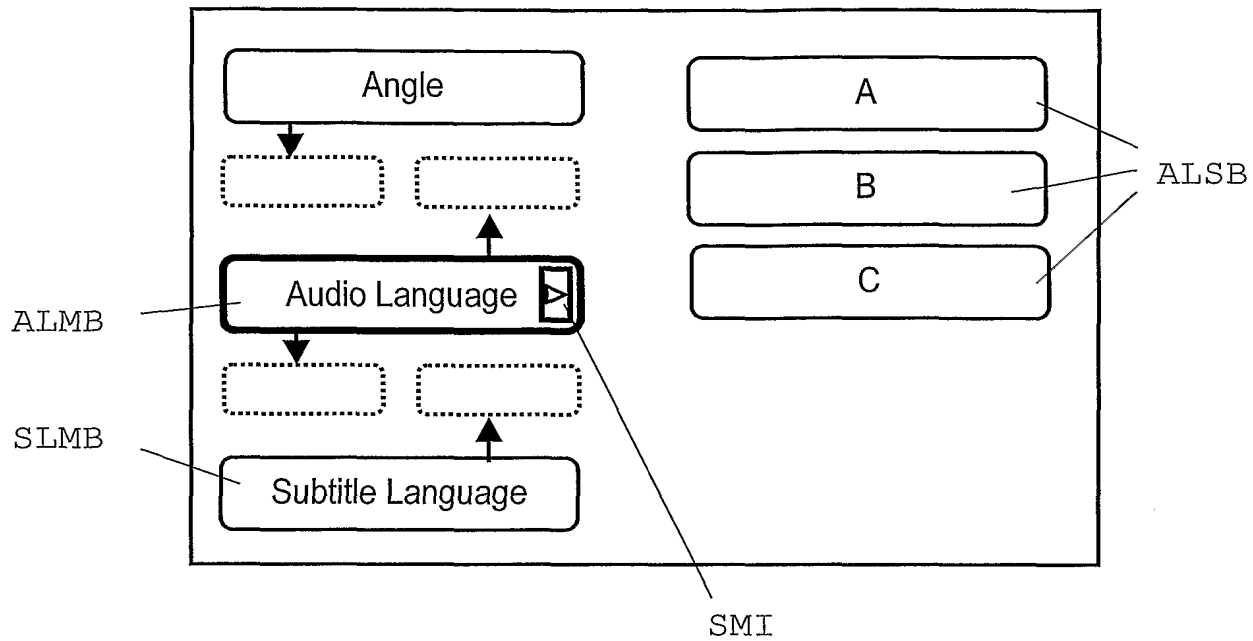 Angle
A
ALSB
B
Audio Language
C
ALMB
SLMB
Subtitle Language
SMI